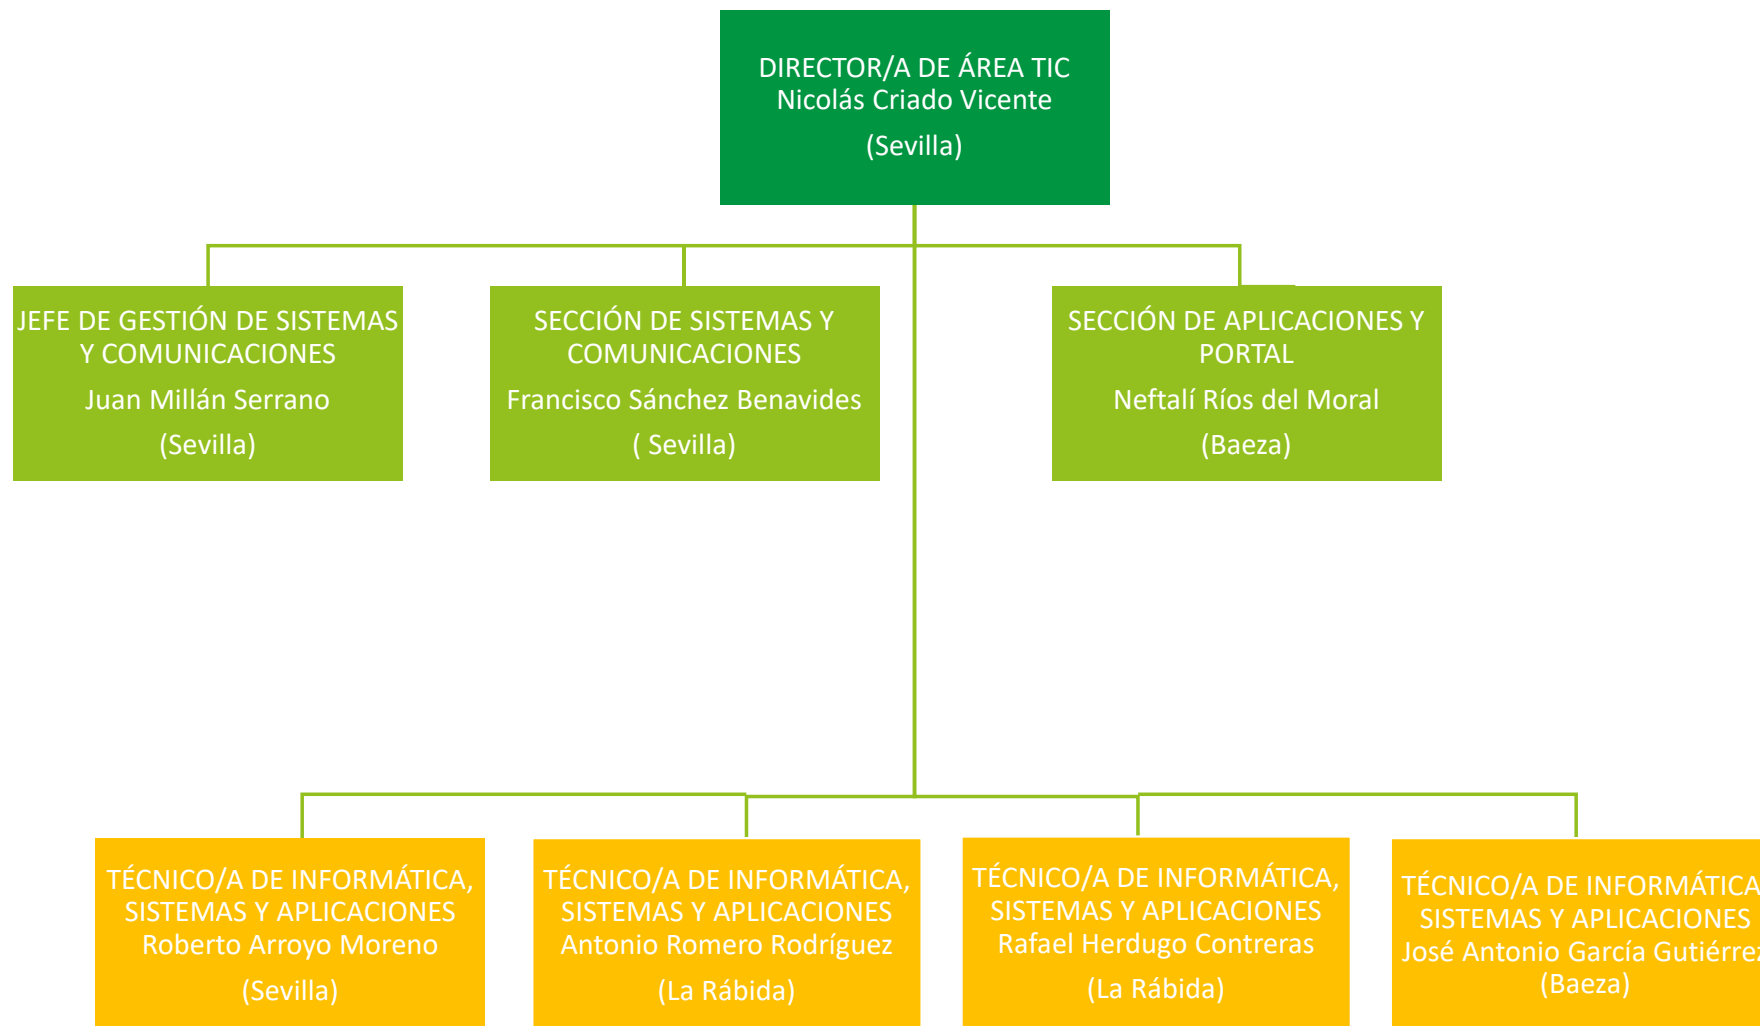 DIRECTOR/A DE ÁREA TIC
Nicolás Criado Vicente
(Sevilla)
JEFE DE GESTIÓN DE SISTEMAS
Y COMUNICACIONES
Juan Millán Serrano
(Sevilla)
SECCIÓN DE SISTEMAS Y
COMUNICACIONES
Francisco Sánchez Benavides
( Sevilla)
SECCIÓN DE APLICACIONES Y
PORTAL
Neftalí Ríos del Moral
(Baeza)
TÉCNICO/A DE INFORMÁTICA,
SISTEMAS Y APLICACIONES
Roberto Arroyo Moreno
(Sevilla)
TÉCNICO/A DE INFORMÁTICA,
SISTEMAS Y APLICACIONES
Antonio Romero Rodríguez
(La Rábida)
TÉCNICO/A DE INFORMÁTICA,
SISTEMAS Y APLICACIONES
Rafael Herdugo Contreras
(La Rábida)
TÉCNICO/A DE INFORMÁTICA,
SISTEMAS Y APLICACIONES
José Antonio García Gutiérrez
(Baeza)